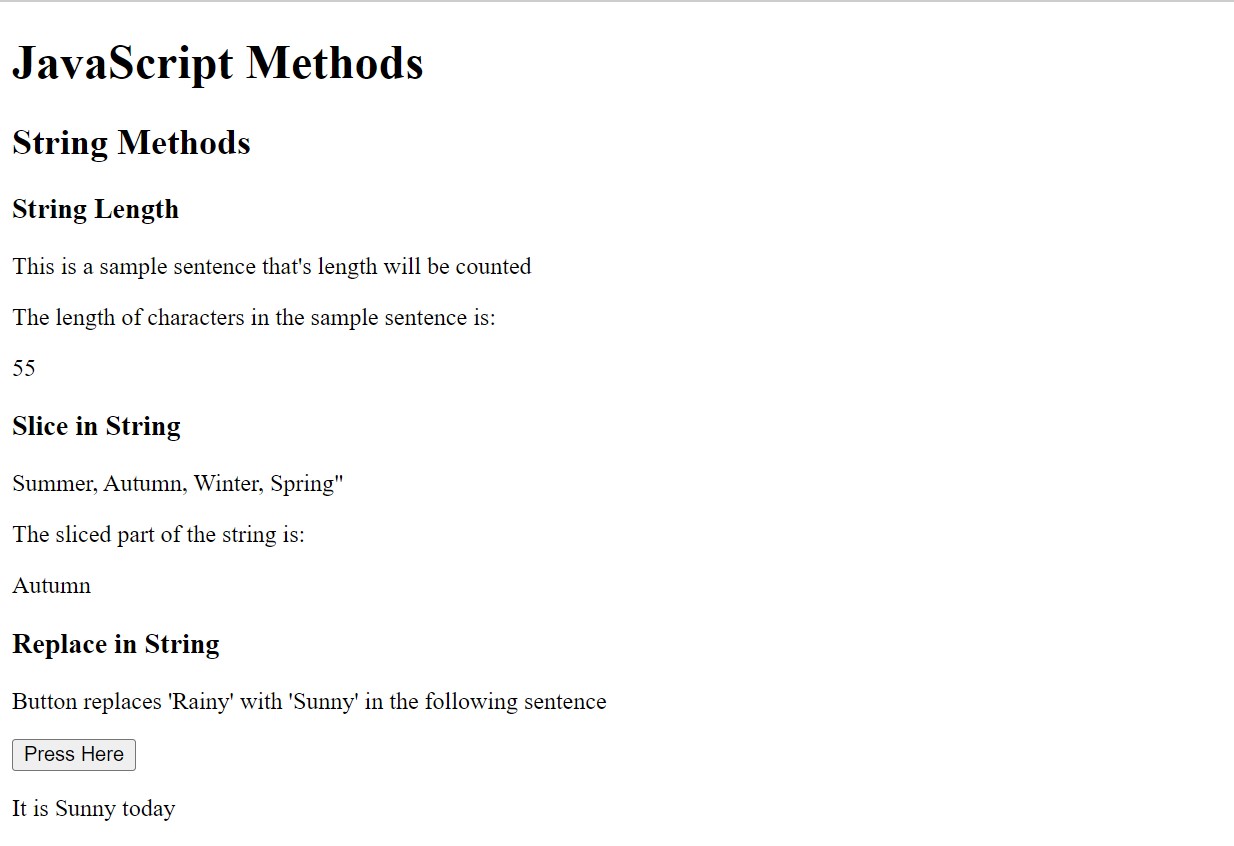 JavaScript Methods
String Methods
String Length
This is a sample sentence that's length will be counted
The length of characters in the sample sentence is:
55
Slice in String
Summer, Autumn, Winter, Spring"
The sliced part of the string is:
Autumn
Replace in String
Button replaces 'Rainy' with 'Sunny' in the following sentence
Press Here
It is Sunny today